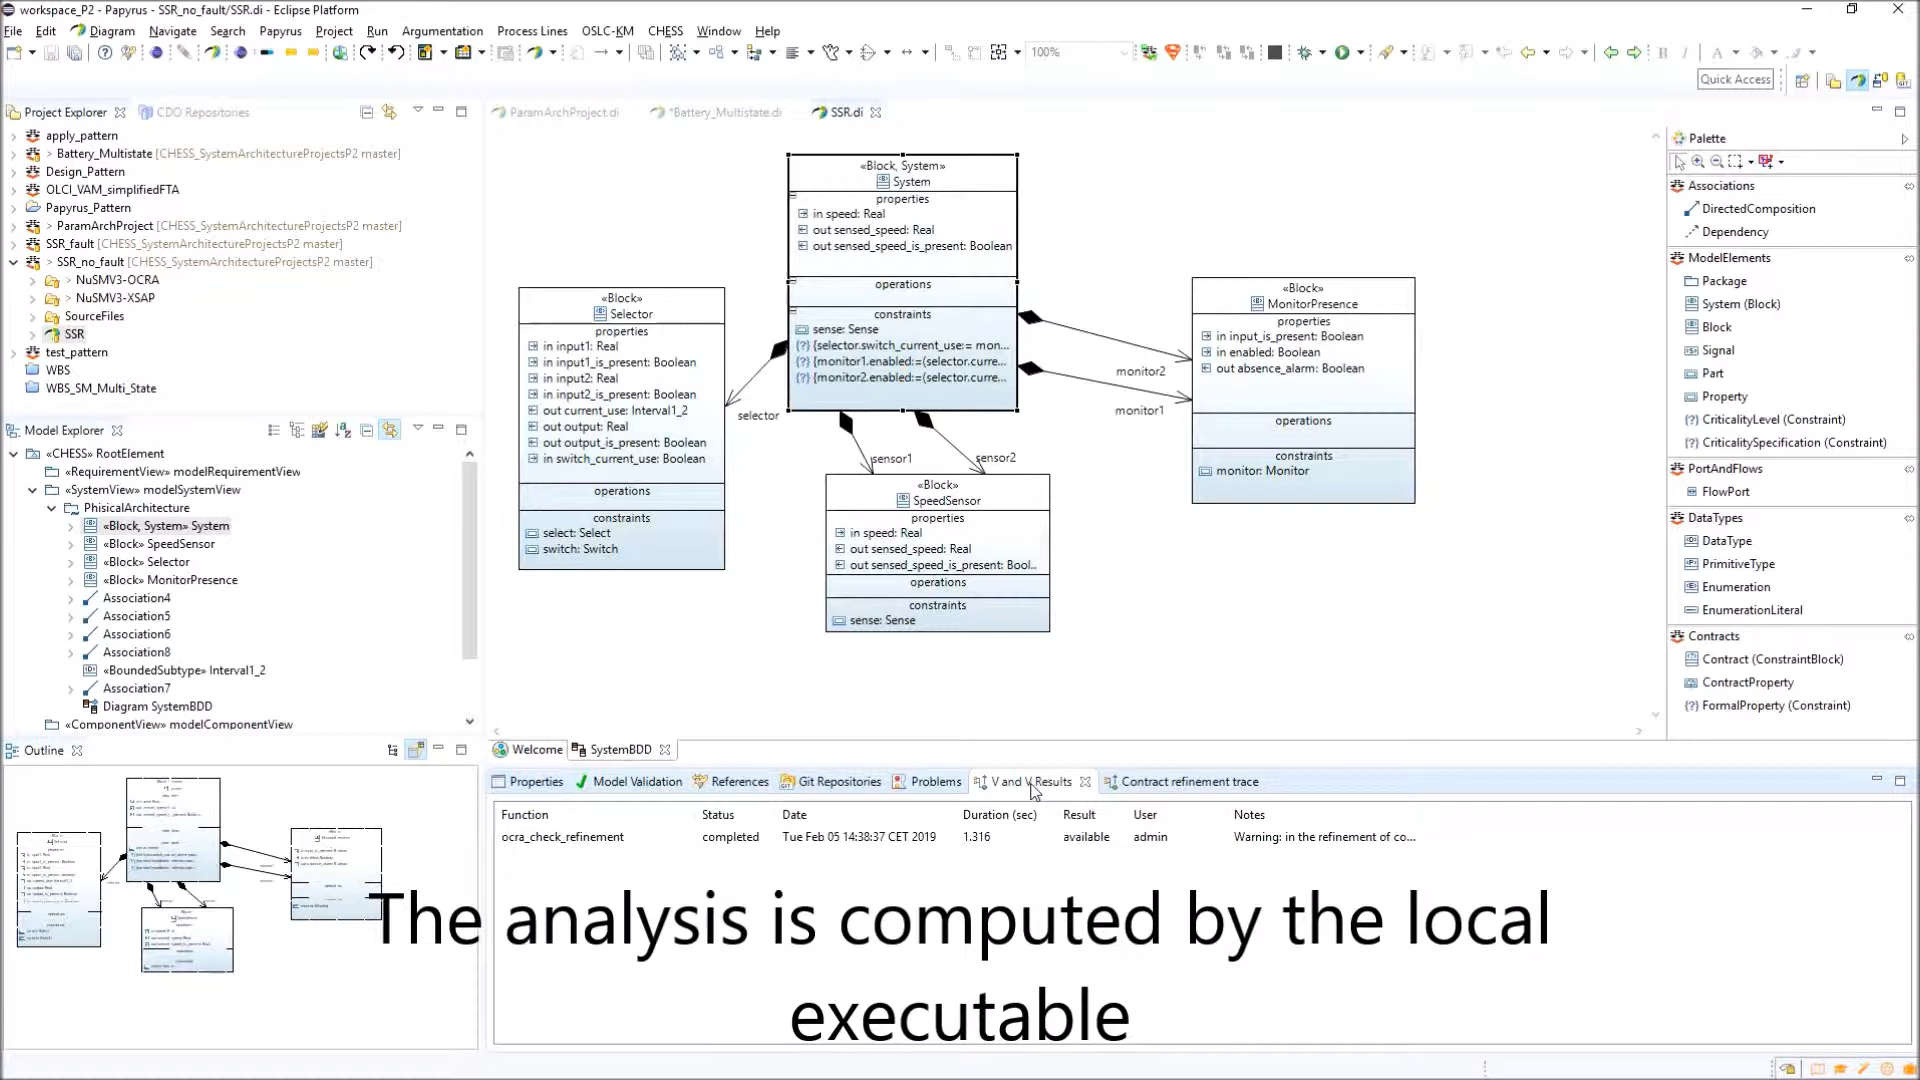 workspace_P2 - Papyrus - SSR_no_fault/SSR.di - Eclipse Platform
File Edit Diagram Navigate Search Papyrus Project Run Argumentation Process Lines OSLC-KM CHESS Window Help
100%
Quick Access
Project Explorer CDO Repositories
apply_pattern
> Battery_Multistate [CHESS_SystemArchitectureProjectsP2 master]
Design_Pattern
OLCI_VAM_simplifiedFTA
Papyrus_Pattern
> ParamArchProject [CHESS_SystemArchitectureProjectsP2 master]
SSR_fault [CHESS_SystemArchitectureProjectsP2 master]
> SSR_no_fault [CHESS_SystemArchitectureProjectsP2 master]
> NuSMV3-OCRA
> NuSMV3-XSAP
SourceFiles
SSR
test_pattern
WBS
WBS_SM_Multi_State
Model Explorer
«CHESS» RootElement
«RequirementView» modelRequirementView
«SystemView» modelSystemView
PhisicalArchitecture
«Block, System» System
«Block» SpeedSensor
«Block» Selector
«Block» MonitorPresence
Association4
Association5
Association6
Association8
«BoundedSubtype» Interval1_2
Association7
Diagram SystemBDD
«ComponentView» modelComponentView
Outline
ParamArchProject.di *Battery_Multistate.di SSR.di
«Block, System»
System
properties
in speed: Real
out sensed_speed: Real
out sensed_speed_is_present: Boolean
operations
constraints
sense: Sense
{selector.switch_current_use:= mon...
{monitor1.enabled:=(selector.curre...
{monitor2.enabled:=(selector.curre...
«Block»
Selector
properties
in input1: Real
in input1_is_present: Boolean
in input2: Real
in input2_is_present: Boolean
out current_use: Interval1_2
out output: Real
out output_is_present: Boolean
in switch_current_use: Boolean
operations
constraints
select: Select
switch: Switch
selector
sensor1
sensor2
monitor2
monitor1
«Block»
SpeedSensor
properties
in speed: Real
out sensed_speed: Real
out sensed_speed_is_present: Bool..
operations
constraints
sense: Sense
«Block»
MonitorPresence
properties
in input_is_present: Boolean
in enabled: Boolean
out absence_alarm: Boolean
operations
constraints
monitor: Monitor
Palette
Associations
DirectedComposition
Dependency
ModelElements
Package
System (Block)
Block
Signal
Part
Property
CriticalityLevel (Constraint)
CriticalitySpecification (Constraint)
PortAndFlows
FlowPort
DataTypes
DataType
PrimitiveType
Enumeration
EnumerationLiteral
Contracts
Contract (ConstraintBlock)
ContractProperty
FormalProperty (Constraint)
Welcome SystemBDD
Properties Model Validation References Git Repositories Problems V and V Results Contract refinement trace
Function Status Date Duration (sec) Result User Notes
ocra_check_refinement completed Tue Feb 05 14:38:37 CET 2019 1.316 available admin Warning: in the refinement of co...
The analysis is computed by the local
executable